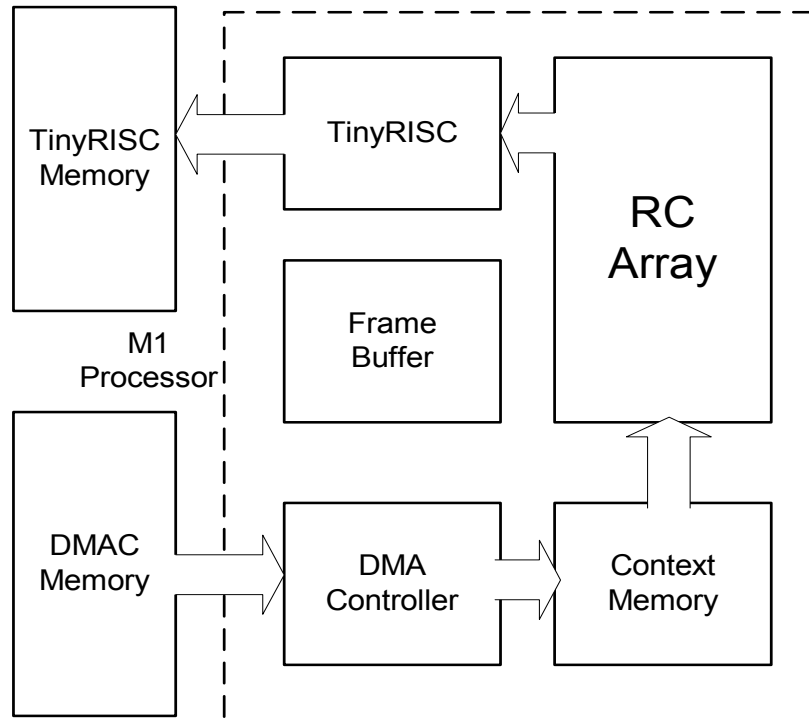 TinyRISC
Memory
TinyRISC
RC
Array
Frame
Buffer
M1
Processor
DMAC
Memory
DMA
Controller
Context
Memory